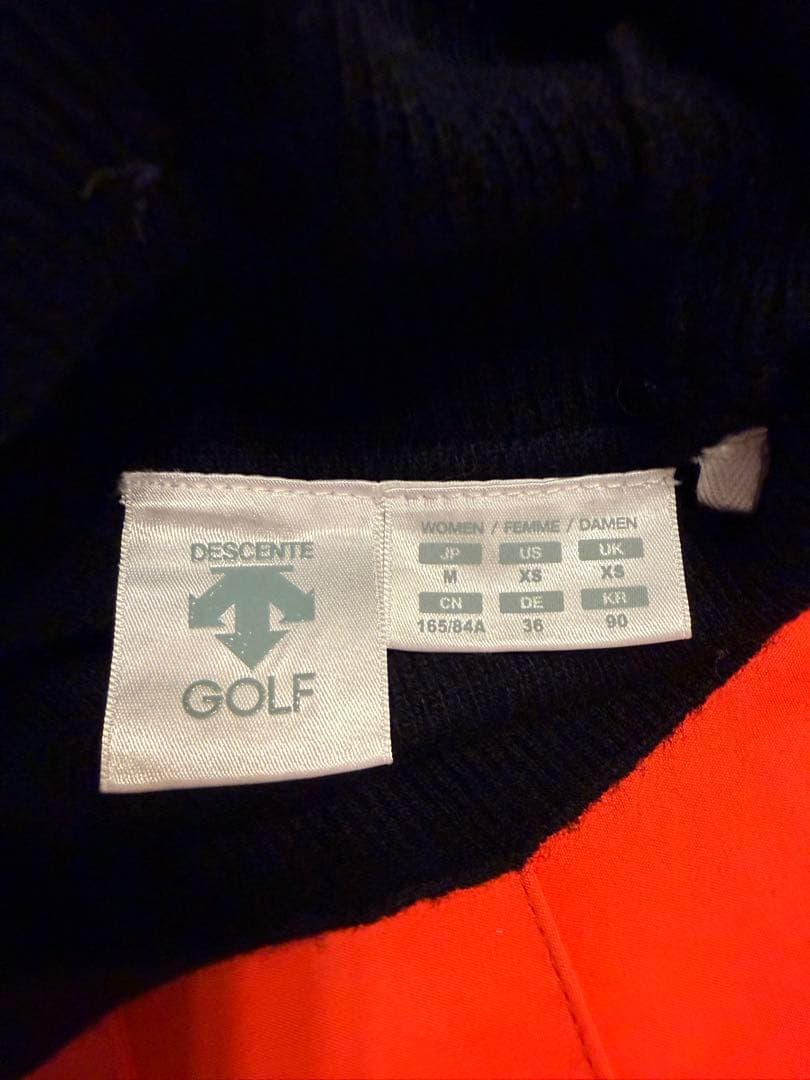 DESCENTE
GOLF
WOMEN / FEMME / DAMEN
JP US UK
M XS XS
CN DE KR
165/84A 36 90